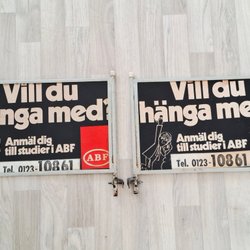 Vill du
hänga med?
Anmäl dig
till studier i ABF
ABF
Tel. 0123-10861
Vill du
hänga med?
Anmäl dig
till studier i ABF
Tel. 0123-10861